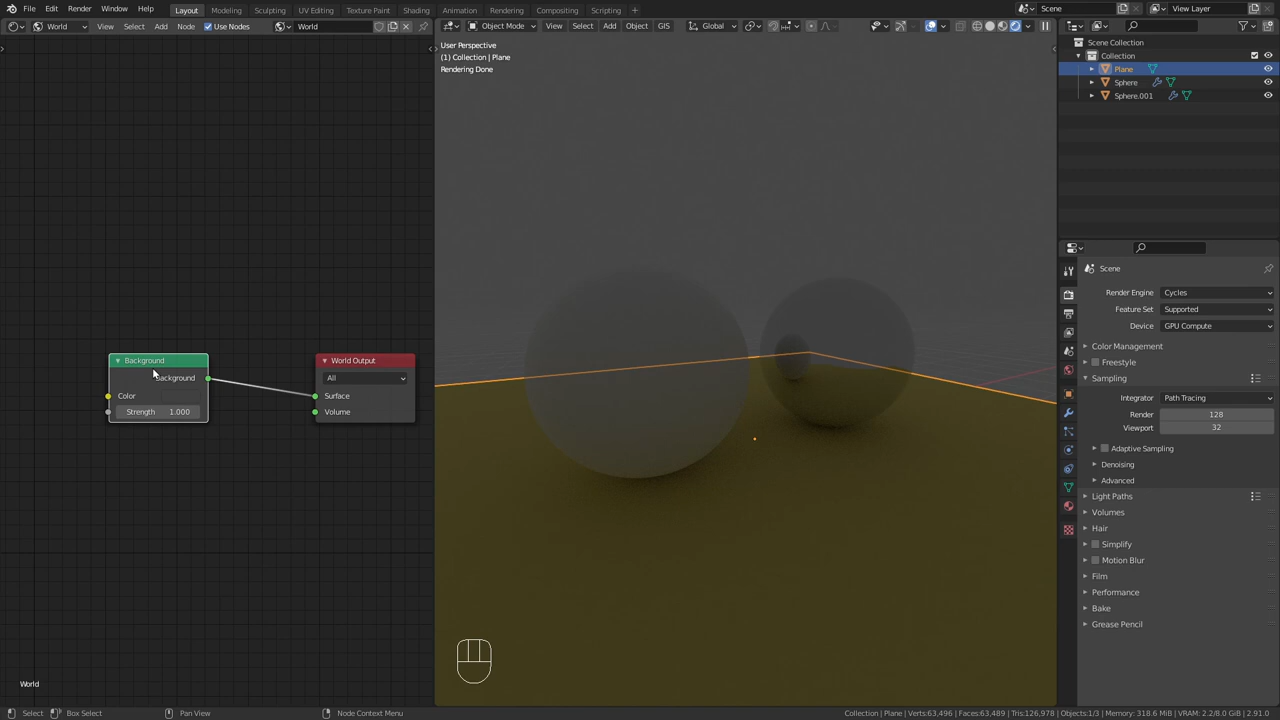 File Edit Render Window Help Layout Modeling Sculpting UV Editing Texture Paint Shading Animation Rendering Compositing Scripting + Scene View Layer
World View Select Add Node Use Nodes World
Object Mode View Select Add Object GIS Global
User Perspective
(1) Collection | Plane
Rendering Done
Background
Background
Color
Strength 1.000
World Output
All
Surface
Volume
World
Scene Collection
Collection
Plane
Sphere
Sphere.001
Scene
Render Engine Cycles
Feature Set Supported
Device GPU Compute
Color Management
Freestyle
Sampling
Integrator Path Tracing
Render 128
Viewport 32
Adaptive Sampling
Denoising
Advanced
Light Paths
Volumes
Hair
Simplify
Motion Blur
Film
Performance
Bake
Grease Pencil
Select Box Select Pan View Node Context Menu Collection | Plane | Verts:63,496 | Faces:63,489 | Tris:126,978 | Objects:1/3 | Memory: 318.6 MiB | VRAM: 2.2/8.0 GiB | 2.91.0